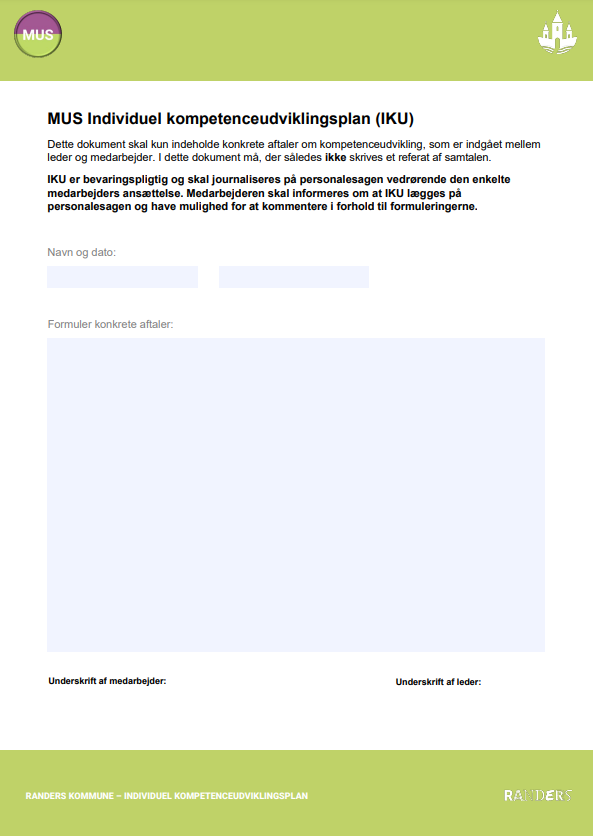 MUS
MUS Individuel kompetenceudviklingsplan (IKU)
Dette dokument skal kun indeholde konkrete aftaler om kompetenceudvikling, som er indgået mellem
leder og medarbejder. I dette dokument må, der således ikke skrives et referat af samtalen.
IKU er bevaringspligtig og skal journaliseres på personalesagen vedrørende den enkelte
medarbejders ansættelse. Medarbejderen skal informeres om at IKU lægges på
personalesagen og have mulighed for at kommentere i forhold til formuleringerne.
Navn og dato:
Formuler konkrete aftaler:
Underskrift af medarbejder:
Underskrift af leder:
RANDERS KOMMUNE – INDIVIDUEL KOMPETENCEUDVIKLINGSPLAN
RANDERS